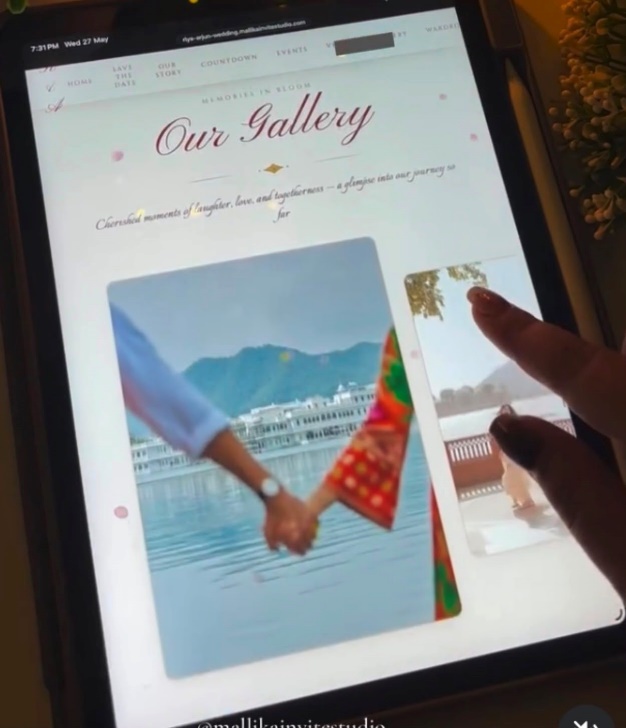 7:31 PM Wed 27 May
riya-arjun-wedding.mallikainvitestudio.com
A
HOME
SAVE
THE
DATE
OUR
STORY
COUNTDOWN
EVENTS
MEMORIES IN BLOOM
Our Gallery
Cherished moments of laughter, love, and togetherness — a glimpse into our journey so
far
@mallikainvitestudio